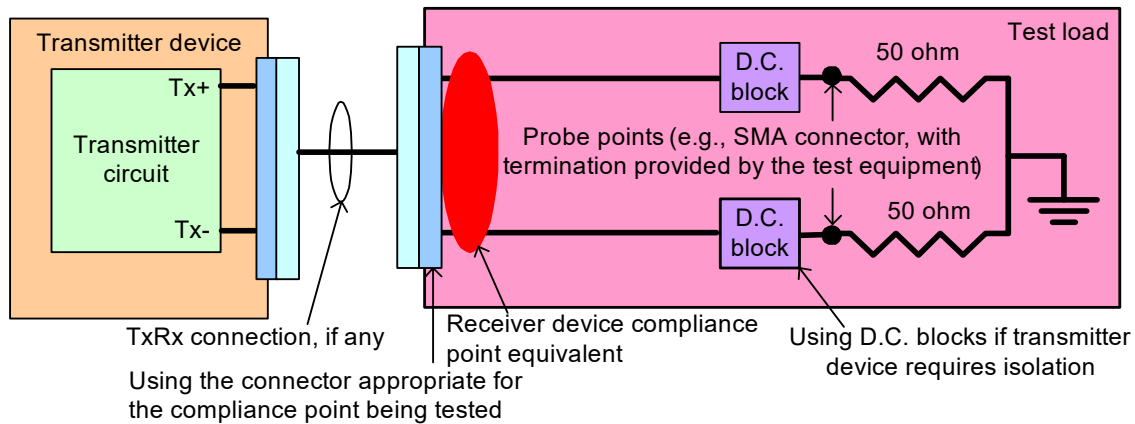 Transmitter device
Tx+
Transmitter
circuit
Tx-
Test load
D.C.
block
50 ohm
Probe points (e.g., SMA connector, with
termination provided by the test equipment)
D.C.
block
50 ohm
TxRx connection, if any
Receiver device compliance
point equivalent
Using D.C. blocks if transmitter
device requires isolation
Using the connector appropriate for
the compliance point being tested